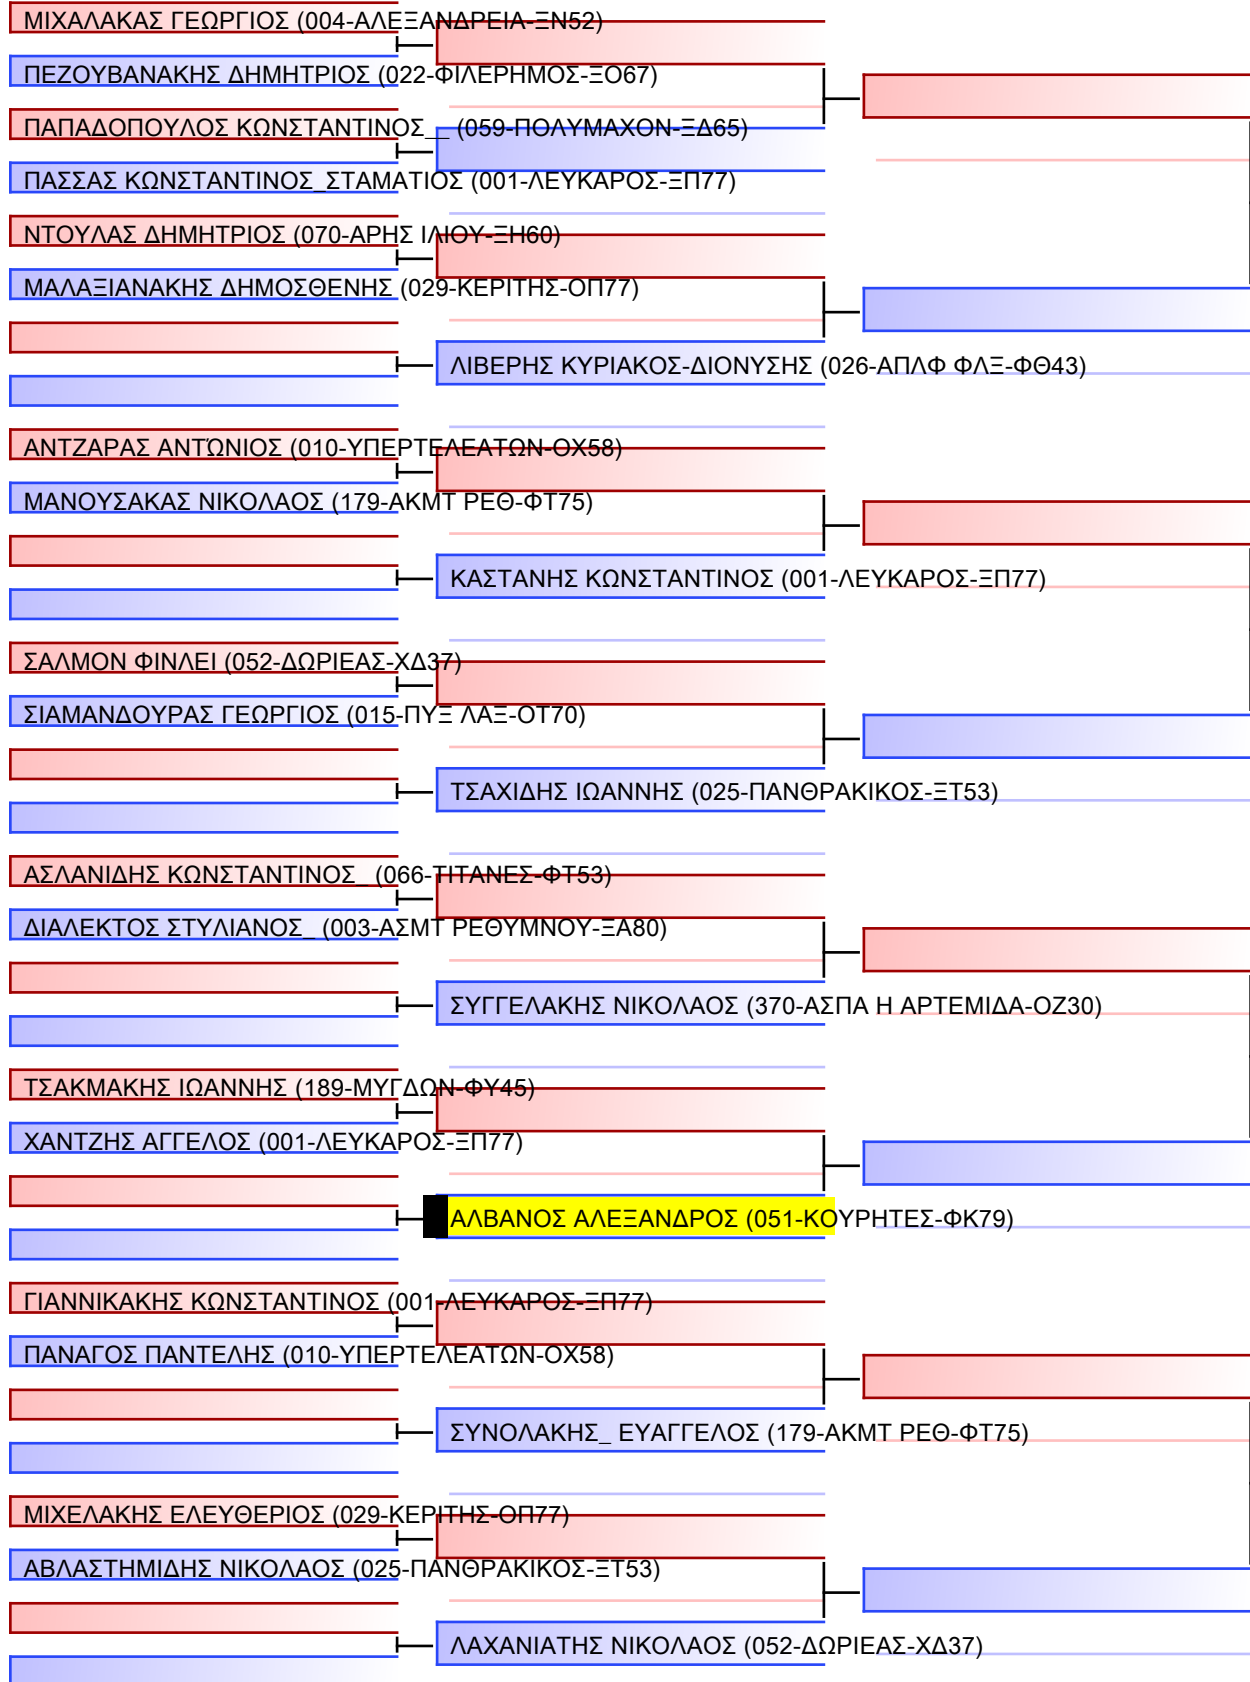 ΜΙΧΑΛΑΚΑΣ ΓΕΩΡΓΙΟΣ (004-ΑΛΕΞΑΝΔΡΕΙΑ-ΞΝ52)
ΠΕΖΟΥΒΑΝΑΚΗΣ ΔΗΜΗΤΡΙΟΣ (022-ΦΙΛΕΡΗΜΟΣ-ΞΟ67)
ΠΑΠΑΔΟΠΟΥΛΟΣ ΚΩΝΣΤΑΝΤΙΝΟΣ__ (059-ΠΟΛΥΜΑΧΟΝ-ΞΔ65)
ΠΑΣΣΑΣ ΚΩΝΣΤΑΝΤΙΝΟΣ_ΣΤΑΜΑΤΙΟΣ (001-ΛΕΥΚΑΡΟΣ-ΞΠ77)
ΝΤΟΥΛΑΣ ΔΗΜΗΤΡΙΟΣ (070-ΑΡΗΣ ΙΛΙΟΥ-ΞΗ60)
ΜΑΛΑΞΙΑΝΑΚΗΣ ΔΗΜΟΣΘΕΝΗΣ (029-ΚΕΡΙΤΗΣ-ΟΠ77)
ΛΙΒΕΡΗΣ ΚΥΡΙΑΚΟΣ-ΔΙΟΝΥΣΗΣ (026-ΑΠΛΦ ΦΛΞ-ΦΘ43)
ΑΝΤΖΑΡΑΣ ΑΝΤΏΝΙΟΣ (010-ΥΠΕΡΤΕΛΕΑΤΩΝ-ΟΧ58)
ΜΑΝΟΥΣΑΚΑΣ ΝΙΚΟΛΑΟΣ (179-ΑΚΜΤ ΡΕΘ-ΦΤ75)
ΚΑΣΤΑΝΗΣ ΚΩΝΣΤΑΝΤΙΝΟΣ (001-ΛΕΥΚΑΡΟΣ-ΞΠ77)
ΣΑΛΜΟΝ ΦΙΝΛΕΙ (052-ΔΩΡΙΕΑΣ-ΧΔ37)
ΣΙΑΜΑΝΔΟΥΡΑΣ ΓΕΩΡΓΙΟΣ (015-ΠΥΞ ΛΑΞ-ΟΤ70)
ΤΣΑΧΙΔΗΣ ΙΩΑΝΝΗΣ (025-ΠΑΝΘΡΑΚΙΚΟΣ-ΞΤ53)
ΑΣΛΑΝΙΔΗΣ ΚΩΝΣΤΑΝΤΙΝΟΣ_ (066-ΤΙΤΑΝΕΣ-ΦΤ53)
ΔΙΑΛΕΚΤΟΣ ΣΤΥΛΙΑΝΟΣ_ (003-ΑΣΜΤ ΡΕΘΥΜΝΟΥ-ΞΑ80)
ΣΥΓΓΕΛΑΚΗΣ ΝΙΚΟΛΑΟΣ (370-ΑΣΠΑ Η ΑΡΤΕΜΙΔΑ-ΟΖ30)
ΤΣΑΚΜΑΚΗΣ ΙΩΑΝΝΗΣ (189-ΜΥΓΔΩΝ-ΦΥ45)
ΧΑΝΤΖΗΣ ΑΓΓΕΛΟΣ (001-ΛΕΥΚΑΡΟΣ-ΞΠ77)
ΑΛΒΑΝΟΣ ΑΛΕΞΑΝΔΡΟΣ (051-ΚΟΥΡΗΤΕΣ-ΦΚ79)
ΓΙΑΝΝΙΚΑΚΗΣ ΚΩΝΣΤΑΝΤΙΝΟΣ (001-ΛΕΥΚΑΡΟΣ-ΞΠ77)
ΠΑΝΑΓΟΣ ΠΑΝΤΕΛΗΣ (010-ΥΠΕΡΤΕΛΕΑΤΩΝ-ΟΧ58)
ΣΥΝΟΛΑΚΗΣ_ ΕΥΑΓΓΕΛΟΣ (179-ΑΚΜΤ ΡΕΘ-ΦΤ75)
ΜΙΧΕΛΑΚΗΣ ΕΛΕΥΘΕΡΙΟΣ (029-ΚΕΡΙΤΗΣ-ΟΠ77)
ΑΒΛΑΣΤΗΜΙΔΗΣ ΝΙΚΟΛΑΟΣ (025-ΠΑΝΘΡΑΚΙΚΟΣ-ΞΤ53)
ΛΑΧΑΝΙΑΤΗΣ ΝΙΚΟΛΑΟΣ (052-ΔΩΡΙΕΑΣ-ΧΔ37)